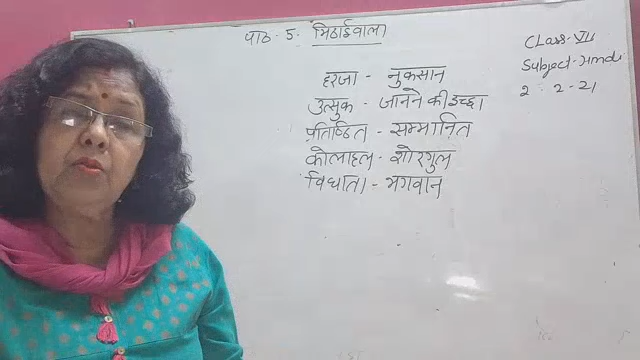 पाठ - 5 - मिठाईवाला
हरजा - नुकसान
उत्सुक - जानने की इच्छा
प्रतिष्ठित - सम्मानित
कोलाहल - शोरगुल
विधाता - भगवान
Class - VII
Subject - Hindi
2 - 2 - 21